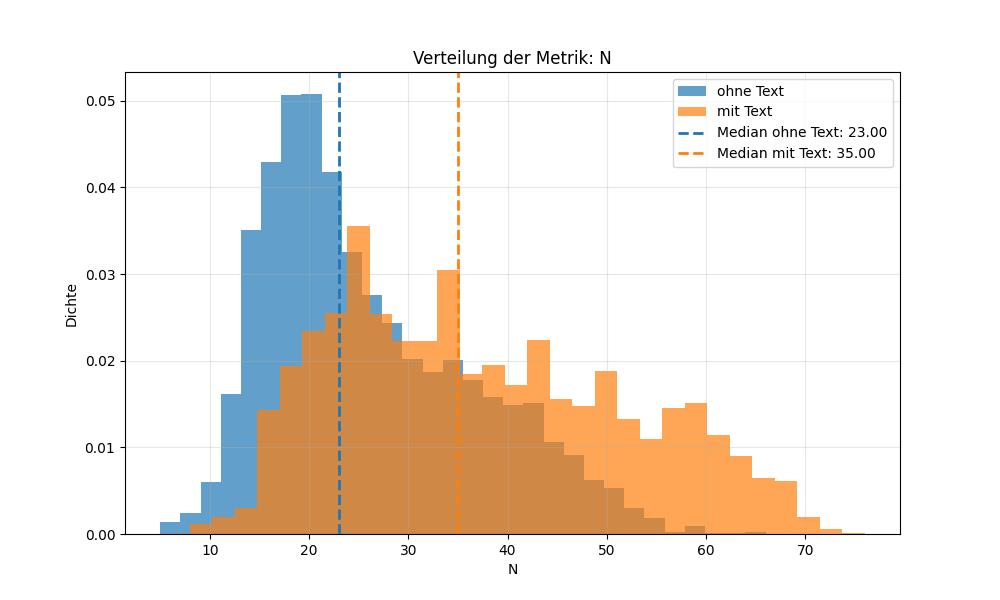 Verteilung der Metrik: N
ohne Text
mit Text
Median ohne Text: 23.00
Median mit Text: 35.00
Dichte
0.05
0.04
0.03
0.02
0.01
0.00
10 20 30 40 50 60 70
N